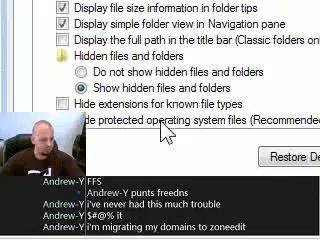 Display file size information in folder tips
Display simple folder view in Navigation pane
Display the full path in the title bar (Classic folders on
Hidden files and folders
Do not show hidden files and folders
Show hidden files and folders
Hide extensions for known file types
de protected operating system files (Recommende
Restore De
Andrew-Y FFS
Andrew-Y punts freedns
Andrew-Y i've never had this much trouble
Andrew-Y $#@% it
Andrew-Y i'm migrating my domains to zoneedit